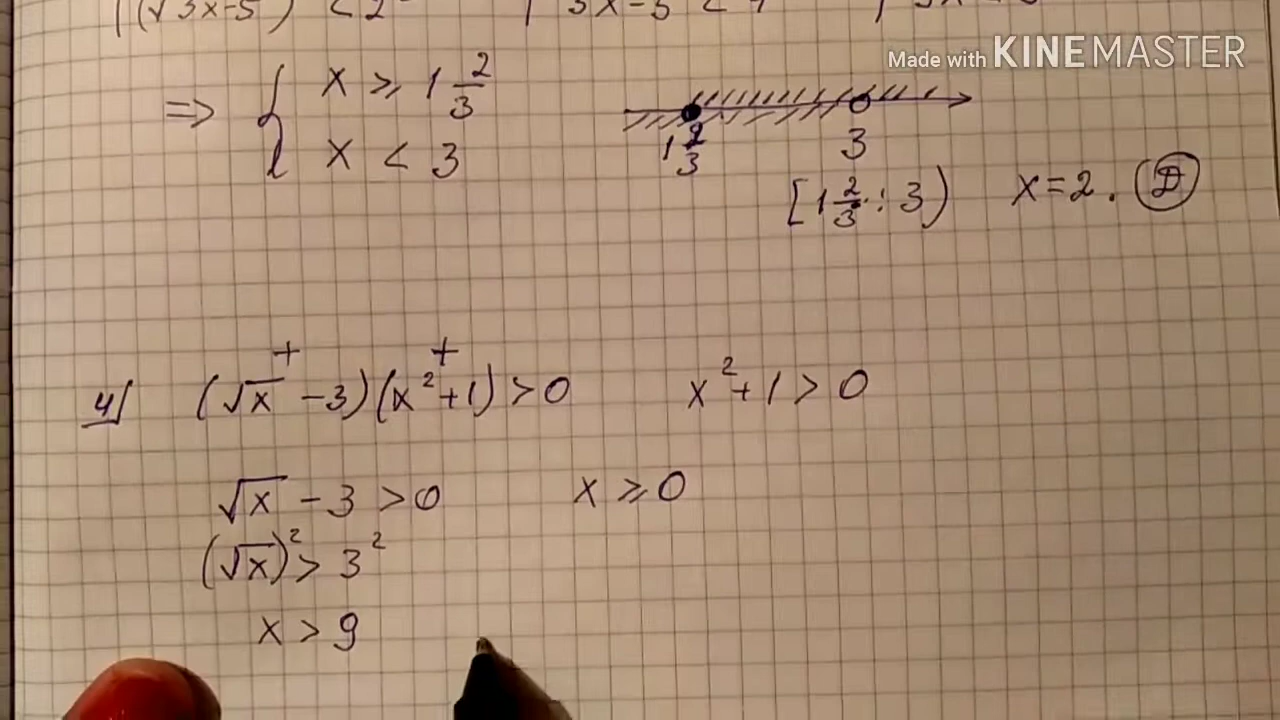 Made with KINEMASTER
=> { x ⩾ 1 2/3
x < 3
1 2/3 3
[1 2/3 ; 3) x = 2. D
4) (√x - 3)(x² + 1) > 0 x² + 1 > 0
+ +
√x - 3 > 0 x ⩾ 0
(√x)² > 3²
x > 9